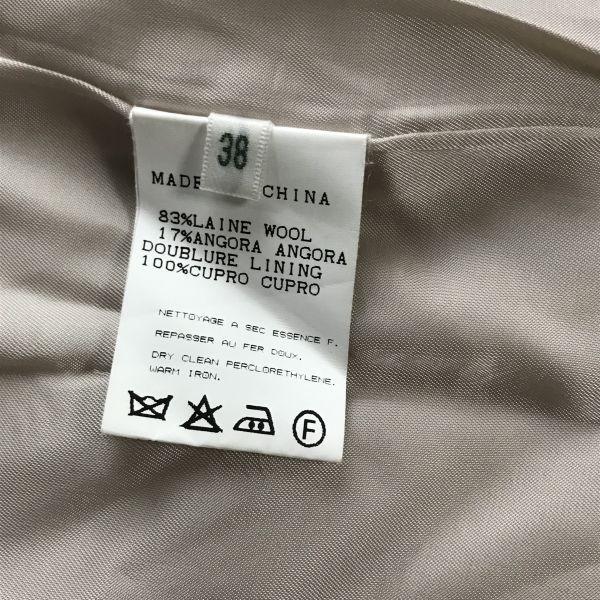 38
MADE CHINA
83%LAINE WOOL
17%ANGORA ANGORA
DOUBLURE LINING
100%CUPRO CUPRO
NETTOYAGE A SEC ESSENCE F.
REPASSER AU FER DOUX.
DRY CLEAN PERCLORETHYLENE.
WARM IRON.
F